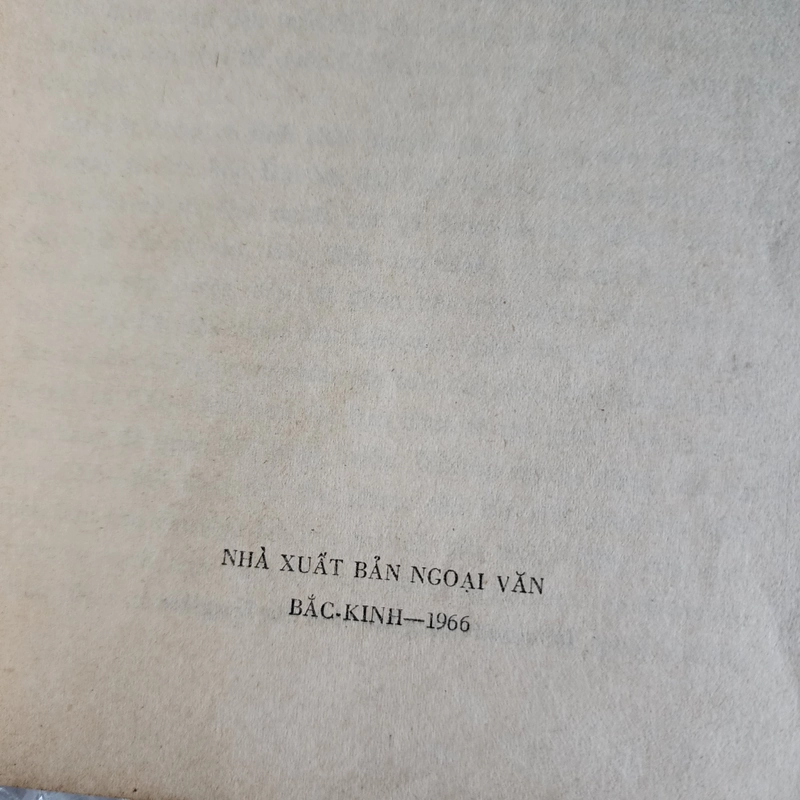 NHÀ XUẤT BẢN NGOẠI VĂN
BẮC-KINH—1966